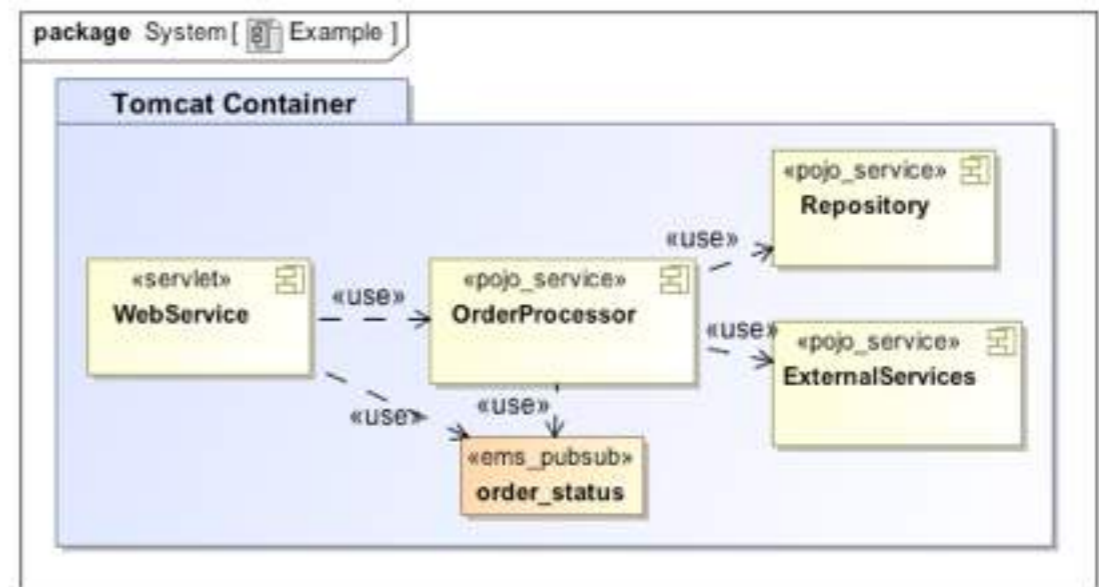 package System [ Example ]
Tomcat Container
«pojo_service»
Repository
«use»
«servlet»
WebService
«use»
«pojo_service»
OrderProcessor
«use»
«pojo_service»
ExternalServices
«use»
«use»
«ems_pubsub»
order_status